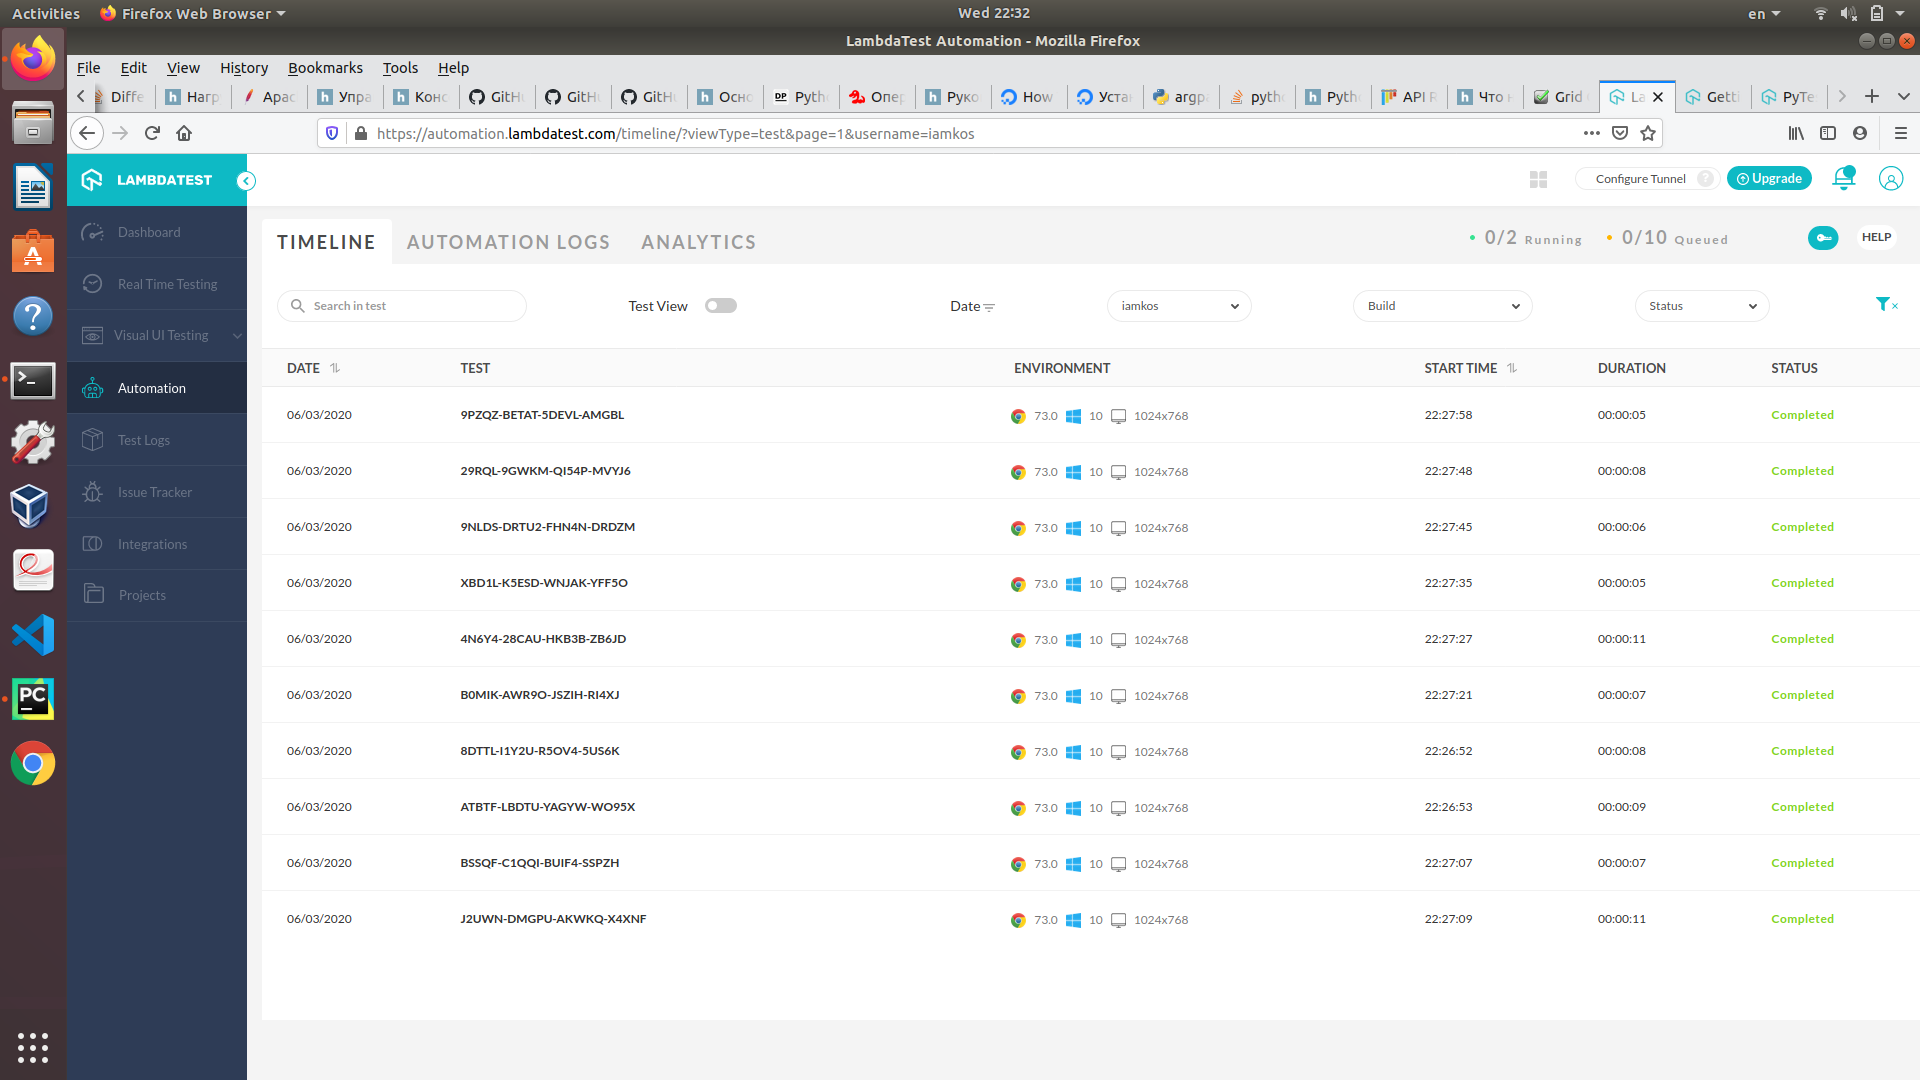 Activities Firefox Web Browser Wed 22:32 en
LambdaTest Automation - Mozilla Firefox
File Edit View History Bookmarks Tools Help
Diffe Нагр Apac Упра Конс GitHu GitHu GitHu Осно DP Pytho Опер Руко How Уста argpa pytho Pytho API R Что н Grid La Getti PyTe
https://automation.lambdatest.com/timeline/?viewType=test&page=1&username=iamkos
LAMBDATEST Configure Tunnel ? Upgrade
Dashboard
Real Time Testing
Visual UI Testing
Automation
Test Logs
Issue Tracker
Integrations
Projects
TIMELINE AUTOMATION LOGS ANALYTICS 0/2 Running 0/10 Queued HELP
Search in test Test View Date iamkos Build Status
DATE TEST ENVIRONMENT START TIME DURATION STATUS
06/03/2020 9PZQZ-BETAT-5DEVL-AMGBL 73.0 10 1024x768 22:27:58 00:00:05 Completed
06/03/2020 29RQL-9GWKM-QI54P-MVYJ6 73.0 10 1024x768 22:27:48 00:00:08 Completed
06/03/2020 9NLDS-DRTU2-FHN4N-DRDZM 73.0 10 1024x768 22:27:45 00:00:06 Completed
06/03/2020 XBD1L-K5ESD-WNJAK-YFF5O 73.0 10 1024x768 22:27:35 00:00:05 Completed
06/03/2020 4N6Y4-28CAU-HKB3B-ZB6JD 73.0 10 1024x768 22:27:27 00:00:11 Completed
06/03/2020 B0MIK-AWR9O-JSZIH-RI4XJ 73.0 10 1024x768 22:27:21 00:00:07 Completed
06/03/2020 8DTTL-I1Y2U-R5OV4-5US6K 73.0 10 1024x768 22:26:52 00:00:08 Completed
06/03/2020 ATBTF-LBDTU-YAGYW-WO95X 73.0 10 1024x768 22:26:53 00:00:09 Completed
06/03/2020 BSSQF-C1QQI-BUIF4-SSPZH 73.0 10 1024x768 22:27:07 00:00:07 Completed
06/03/2020 J2UWN-DMGPU-AKWKQ-X4XNF 73.0 10 1024x768 22:27:09 00:00:11 Completed
PC